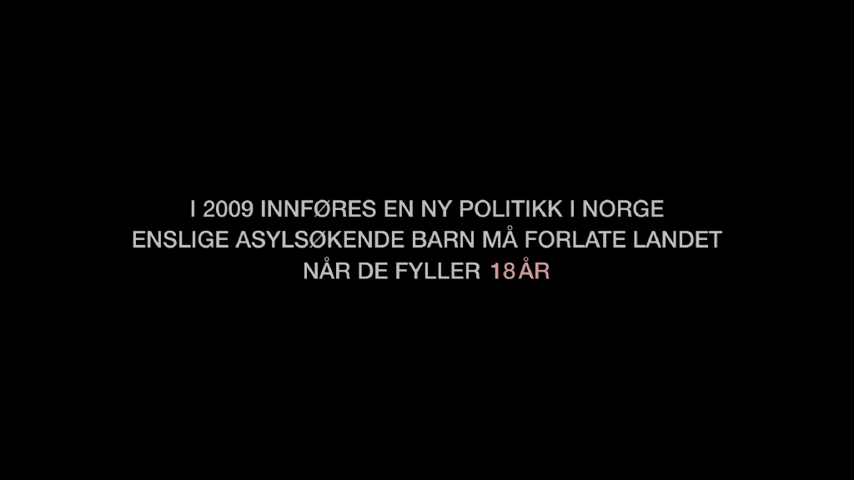 I 2009 INNFØRES EN NY POLITIKK I NORGE
ENSLIGE ASYLSØKENDE BARN MÅ FORLATE LANDET
NÅR DE FYLLER 18 ÅR